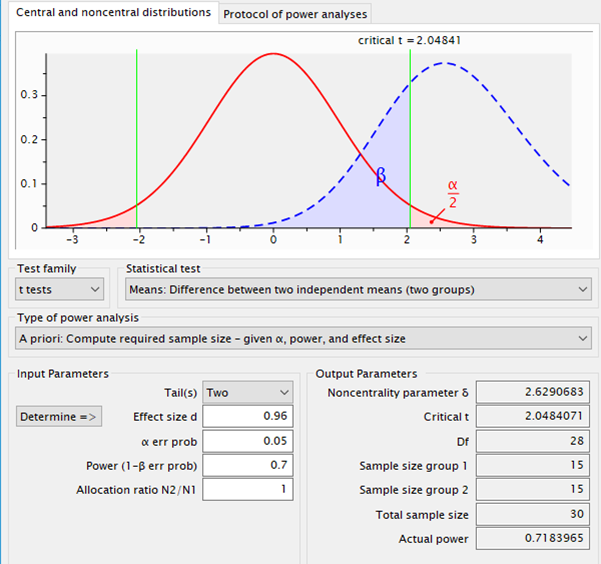 Central and noncentral distributions Protocol of power analyses
critical t = 2.04841
0.3
0.2
0.1
0
β
α
2
-3 -2 -1 0 1 2 3 4
Test family Statistical test
t tests Means: Difference between two independent means (two groups)
Type of power analysis
A priori: Compute required sample size – given α, power, and effect size
Input Parameters Output Parameters
Tail(s) Two Noncentrality parameter δ 2.6290683
Determine => Effect size d 0.96 Critical t 2.0484071
α err prob 0.05 Df 28
Power (1-β err prob) 0.7 Sample size group 1 15
Allocation ratio N2/N1 1 Sample size group 2 15
Total sample size 30
Actual power 0.7183965